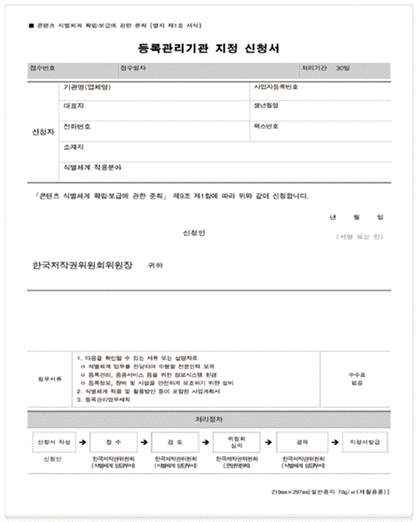 ■ 콘텐츠 식별체계 확립·보급에 관한 준칙 [별지 제1호 서식]
등록관리기관 지정 신청서
접수번호 접수일자 처리기간 30일
신청자
기관명(업체명) 사업자등록번호
대표자 생년월일
전화번호 팩스번호
소재지
식별체계 적용분야
「콘텐츠 식별체계 확립·보급에 관한 준칙」 제9조 제1항에 따라 위와 같이 신청합니다.
년 월 일
신청인 (서명 또는 인)
한국저작권위원회위원장 귀하
첨부서류
1. 다음을 확인할 수 있는 서류 또는 설명자료
ㅇ 식별체계 업무를 전담하여 수행할 전문인력 보유
ㅇ 등록관리, 응용서비스 등을 위한 정보시스템 환경
ㅇ 등록정보, 장비 및 시설을 안전하게 보호하기 위한 설비
2. 식별체계 적용 및 활용방안 등이 포함된 사업계획서
3. 등록관리업무세칙
수수료
없음
처리절차
신청서 작성 → 접 수 → 검 토 → 위원회 심의 → 결재 → 지정서발급
신청인 한국저작권위원회 한국저작권위원회 한국저작권위원회 한국저작권위원회 한국저작권위원회
(식별체계 담당부서) (식별체계 담당부서) (식별체계 담당부서)
210㎜×297㎜[일반용지 70g/㎡(재활용품)]